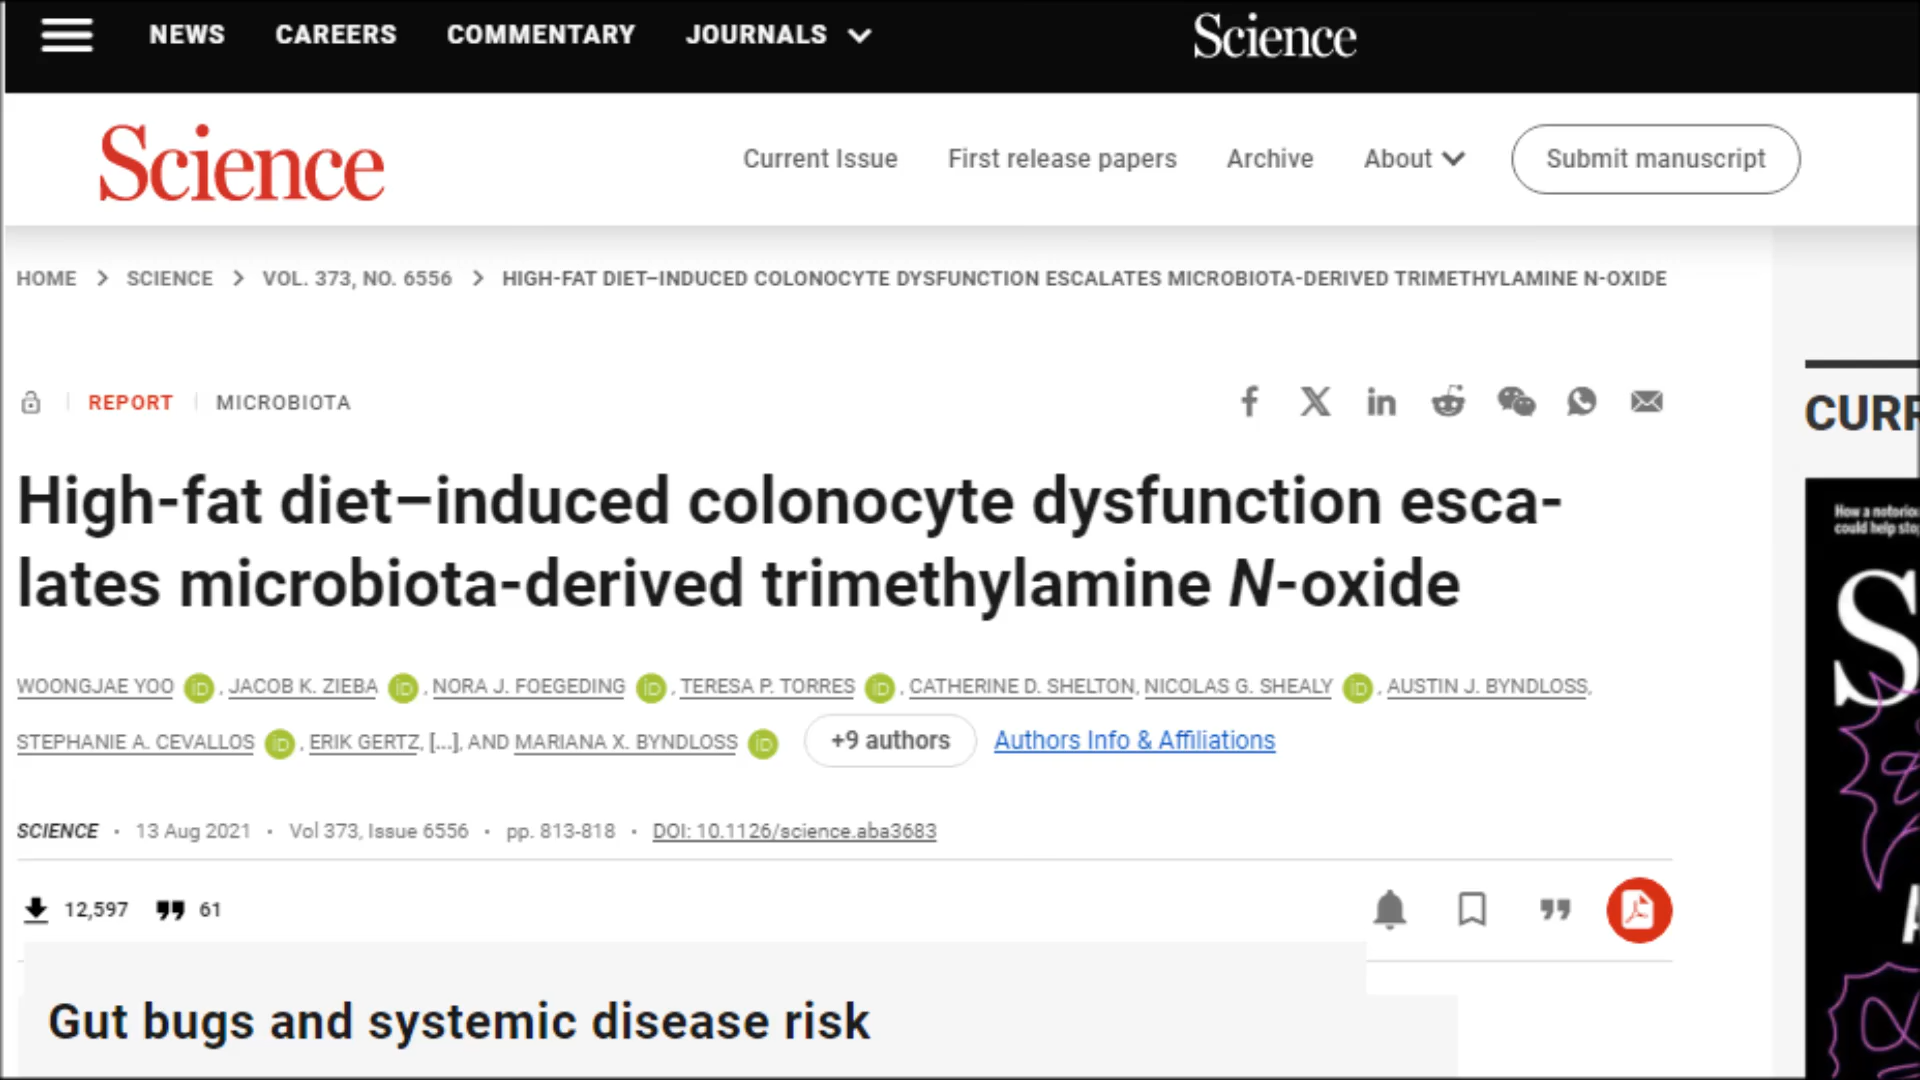 NEWS CAREERS COMMENTARY JOURNALS Science
Science Current Issue First release papers Archive About Submit manuscript
HOME > SCIENCE > VOL. 373, NO. 6556 > HIGH-FAT DIET–INDUCED COLONOCYTE DYSFUNCTION ESCALATES MICROBIOTA-DERIVED TRIMETHYLAMINE N-OXIDE
REPORT MICROBIOTA
High-fat diet–induced colonocyte dysfunction esca-
lates microbiota-derived trimethylamine N-oxide
WOONGJAE YOO, JACOB K. ZIEBA, NORA J. FOEGEDING, TERESA P. TORRES, CATHERINE D. SHELTON, NICOLAS G. SHEALY, AUSTIN J. BYNDLOSS,
STEPHANIE A. CEVALLOS, ERIK GERTZ, [...], AND MARIANA X. BYNDLOSS +9 authors Authors Info & Affiliations
SCIENCE · 13 Aug 2021 · Vol 373, Issue 6556 · pp. 813-818 · DOI: 10.1126/science.aba3683
12,597 61
Gut bugs and systemic disease risk
CURR
How a notorio
could help sto
S